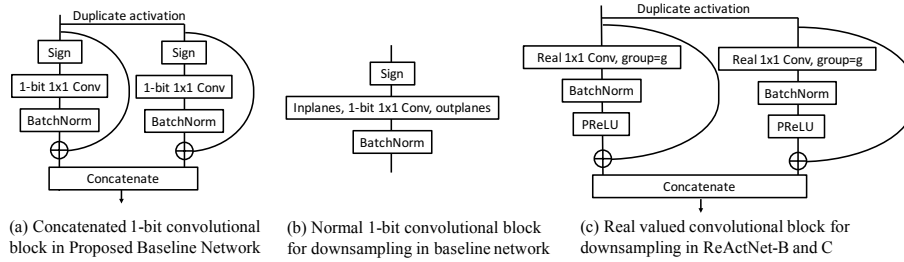 Duplicate activation
Sign
Sign
1-bit 1x1 Conv
1-bit 1x1 Conv
BatchNorm
BatchNorm
Concatenate
(a) Concatenated 1-bit convolutional
block in Proposed Baseline Network
Sign
Inplanes, 1-bit 1x1 Conv, outplanes
BatchNorm
(b) Normal 1-bit convolutional block
for downsampling in baseline network
Duplicate activation
Real 1x1 Conv, group=g
Real 1x1 Conv, group=g
BatchNorm
BatchNorm
PReLU
PReLU
Concatenate
(c) Real valued convolutional block for
downsampling in ReActNet-B and C